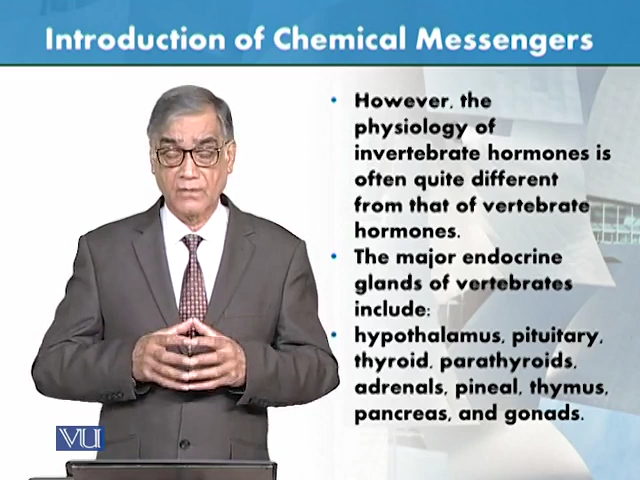 Introduction of Chemical Messengers
However, the
physiology of
invertebrate hormones is
often quite different
from that of vertebrate
hormones.
The major endocrine
glands of vertebrates
include:
hypothalamus, pituitary,
thyroid, parathyroids,
adrenals, pineal, thymus,
pancreas, and gonads.
VU